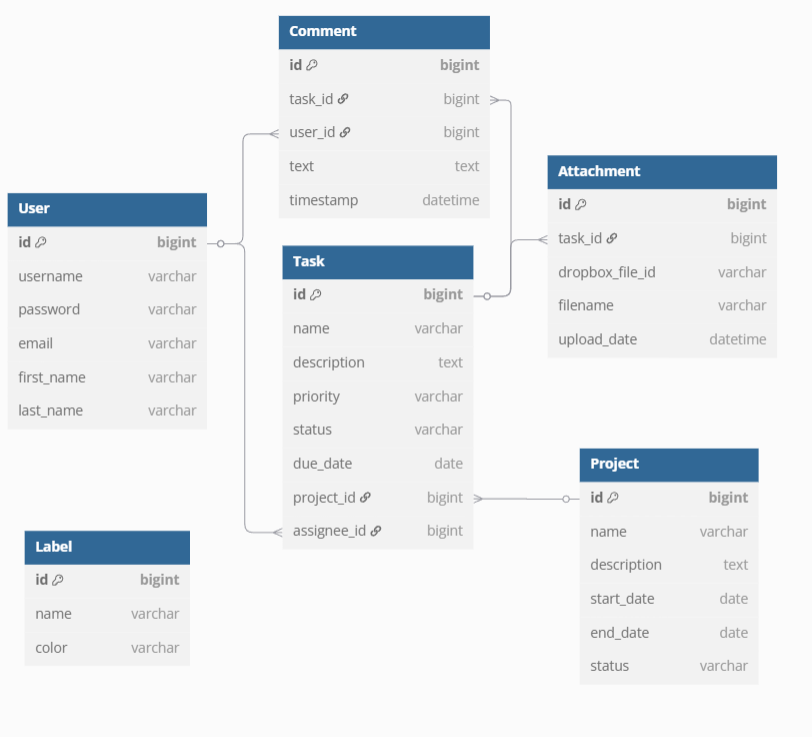 Comment
id bigint
task_id bigint
user_id bigint
text text
timestamp datetime
User
id bigint
username varchar
password varchar
email varchar
first_name varchar
last_name varchar
Task
id bigint
name varchar
description text
priority varchar
status varchar
due_date date
project_id bigint
assignee_id bigint
Attachment
id bigint
task_id bigint
dropbox_file_id varchar
filename varchar
upload_date datetime
Project
id bigint
name varchar
description text
start_date date
end_date date
status varchar
Label
id bigint
name varchar
color varchar